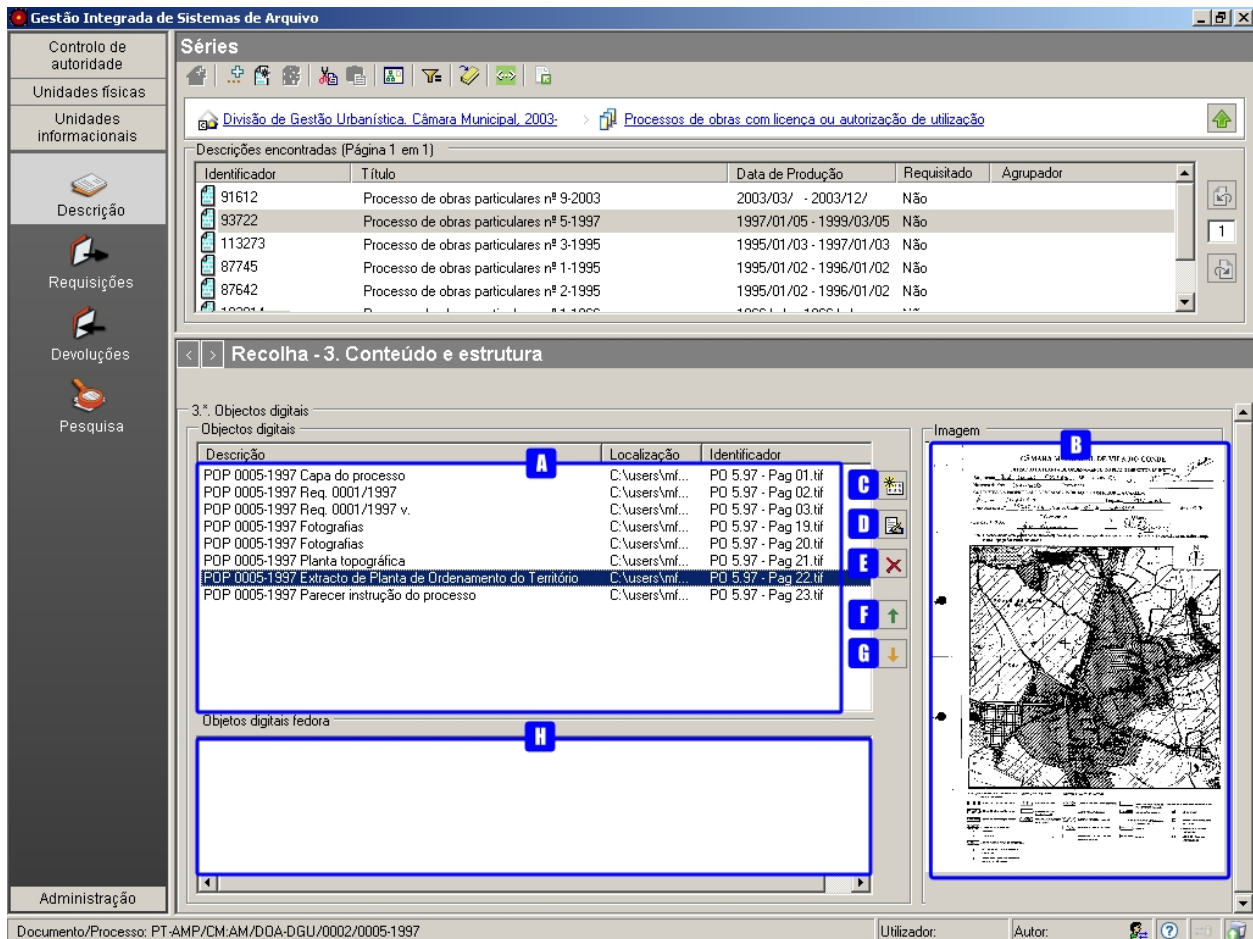 Gestão Integrada de Sistemas de Arquivo
Controlo de
autoridade
Unidades físicas
Unidades
informacionais
Descrição
Requisições
Devoluções
Pesquisa
Administração
Séries
Divisão de Gestão Urbanística. Câmara Municipal, 2003- > Processos de obras com licença ou autorização de utilização
Descrições encontradas (Página 1 em 1)
Identificador Título Data de Produção Requisitado Agrupador
91612 Processo de obras particulares nº 9-2003 2003/03/ - 2003/12/ Não
93722 Processo de obras particulares nº 5-1997 1997/01/05 - 1999/03/05 Não
113273 Processo de obras particulares nº 3-1995 1995/01/03 - 1997/01/03 Não
87745 Processo de obras particulares nº 1-1995 1995/01/02 - 1996/01/02 Não
87642 Processo de obras particulares nº 2-1995 1995/01/02 - 1996/01/02 Não
1
< > Recolha - 3. Conteúdo e estrutura
3.*. Objectos digitais
Objectos digitais
Descrição Localização Identificador
A
POP 0005-1997 Capa do processo C:\users\mf... PO 5.97 - Pag 01.tif
POP 0005-1997 Req. 0001/1997 C:\users\mf... PO 5.97 - Pag 02.tif
POP 0005-1997 Req. 0001/1997 v. C:\users\mf... PO 5.97 - Pag 03.tif
POP 0005-1997 Fotografias C:\users\mf... PO 5.97 - Pag 19.tif
POP 0005-1997 Fotografias C:\users\mf... PO 5.97 - Pag 20.tif
POP 0005-1997 Planta topográfica C:\users\mf... PO 5.97 - Pag 21.tif
POP 0005-1997 Extracto de Planta de Ordenamento do Território C:\users\mf... PO 5.97 - Pag 22.tif
POP 0005-1997 Parecer instrução do processo C:\users\mf... PO 5.97 - Pag 23.tif
C
D
E
F
G
Objetos digitais fedora
H
Imagem
B
CÂMARA DE VILA DO CONDE
Documento/Processo: PT-AMP/CM:AM/DOA-DGU/0002/0005-1997 Utilizador: Autor: